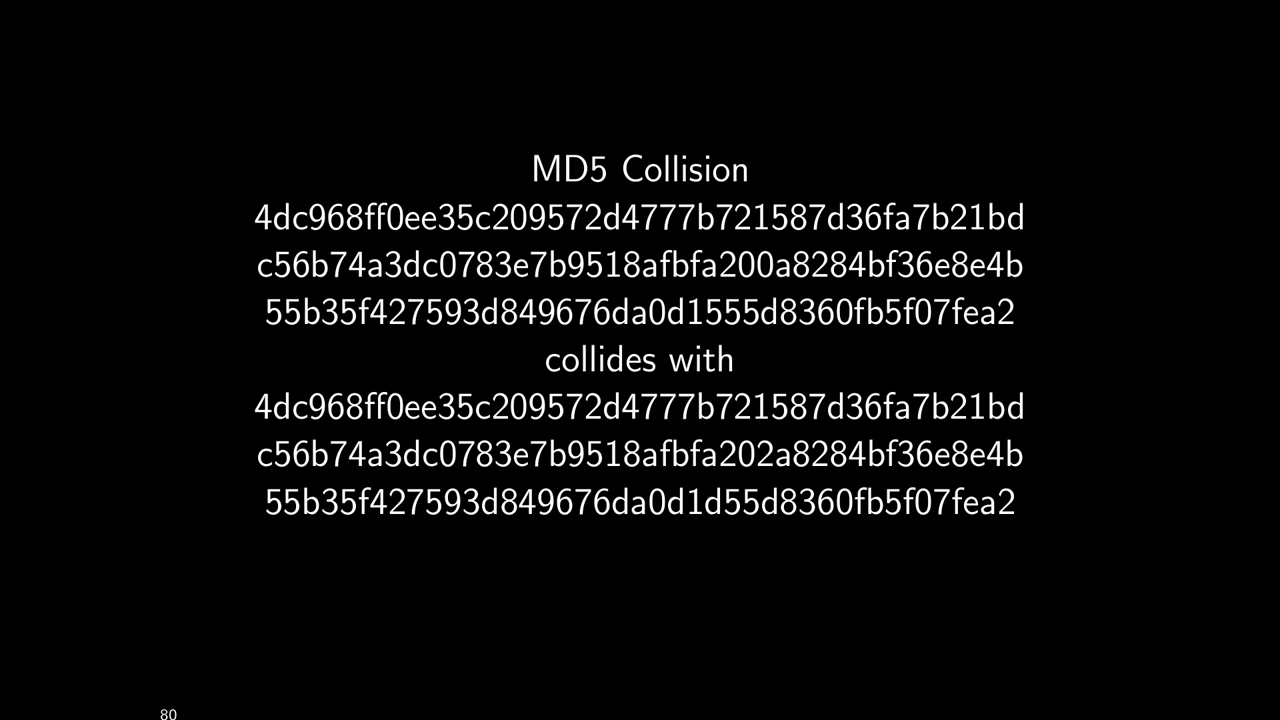 MD5 Collision
4dc968ff0ee35c209572d4777b721587d36fa7b21bd
c56b74a3dc0783e7b9518afbfa200a8284bf36e8e4b
55b35f427593d849676da0d1555d8360fb5f07fea2
collides with
4dc968ff0ee35c209572d4777b721587d36fa7b21bd
c56b74a3dc0783e7b9518afbfa202a8284bf36e8e4b
55b35f427593d849676da0d1d55d8360fb5f07fea2
80